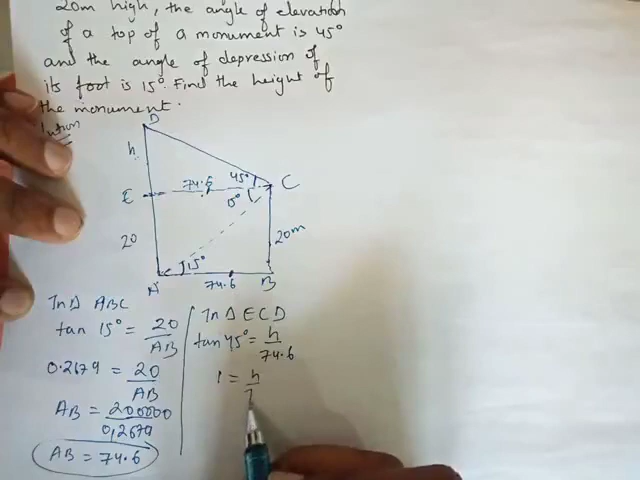 20m high, the angle of elevation
of a top of a monument is 45°
and the angle of depression of
its foot is 15°. Find the height of
the monument.
lution
D
h
74.6 45° C
E
20 20m
15°
A 74.6 B
In Δ ABC
tan 15° = 20/AB
0.2679 = 20/AB
AB = 200000/0,2679
AB = 74.6
In Δ ECD
tan 45° = h/74.6
1 = h/